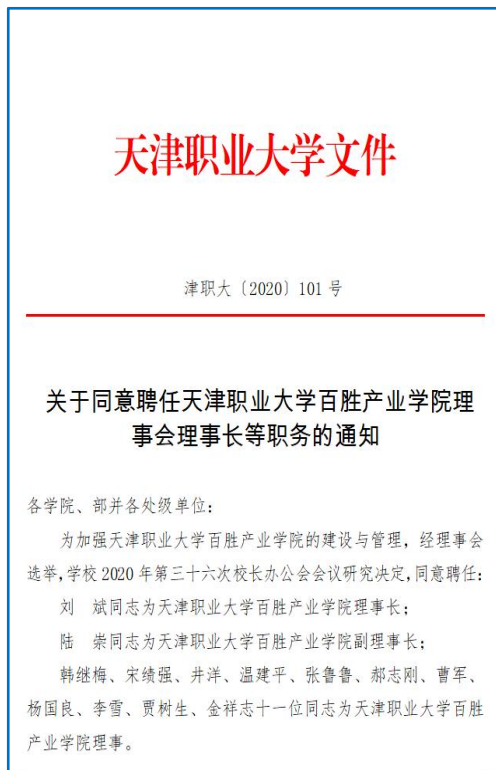 天津职业大学文件
津职大〔2020〕101 号
关于同意聘任天津职业大学百胜产业学院理
事会理事长等职务的通知
各学院、部并各处级单位：
为加强天津职业大学百胜产业学院的建设与管理，经理事会
选举，学校 2020 年第三十六次校长办公会会议研究决定，同意聘任：
刘　斌同志为天津职业大学百胜产业学院理事长；
陆　崇同志为天津职业大学百胜产业学院副理事长；
韩继梅、宋绩强、井洋、温建平、张鲁鲁、郝志刚、曹军、
杨国良、李雪、贾树生、金祥志十一位同志为天津职业大学百胜
产业学院理事。